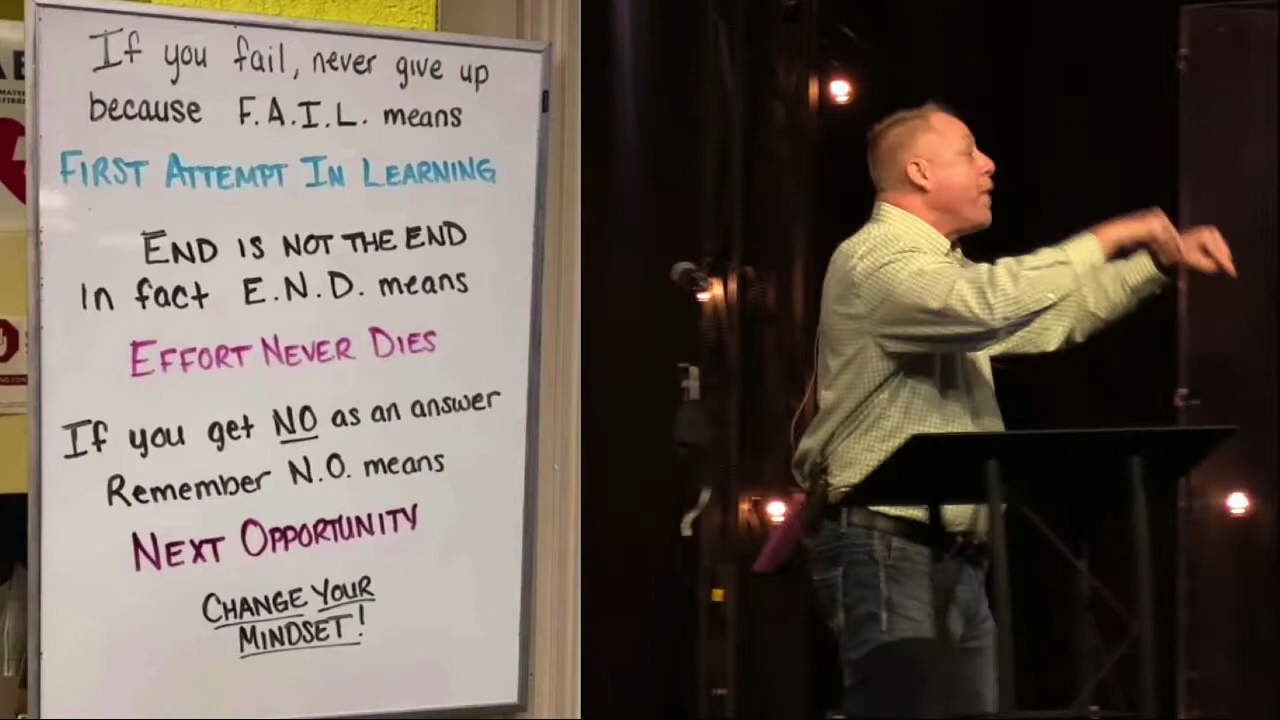 If you fail, never give up
because F.A.I.L. means
FIRST ATTEMPT IN LEARNING
END IS NOT THE END
In fact E.N.D. means
EFFORT NEVER DIES
If you get NO as an answer
Remember N.O. means
NEXT OPPORTUNITY
CHANGE YOUR
MINDSET!